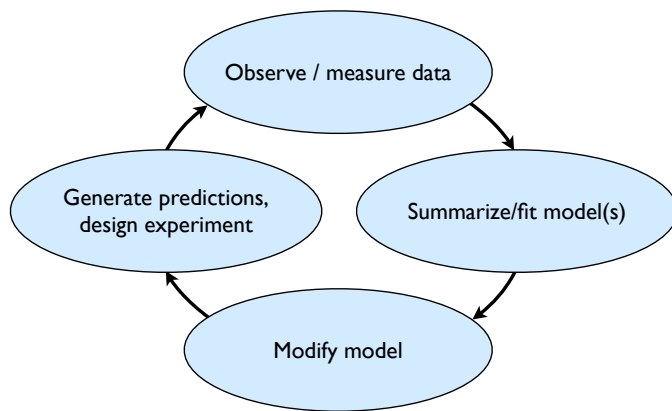 Observe / measure data
Generate predictions,
design experiment
Summarize/fit model(s)
Modify model